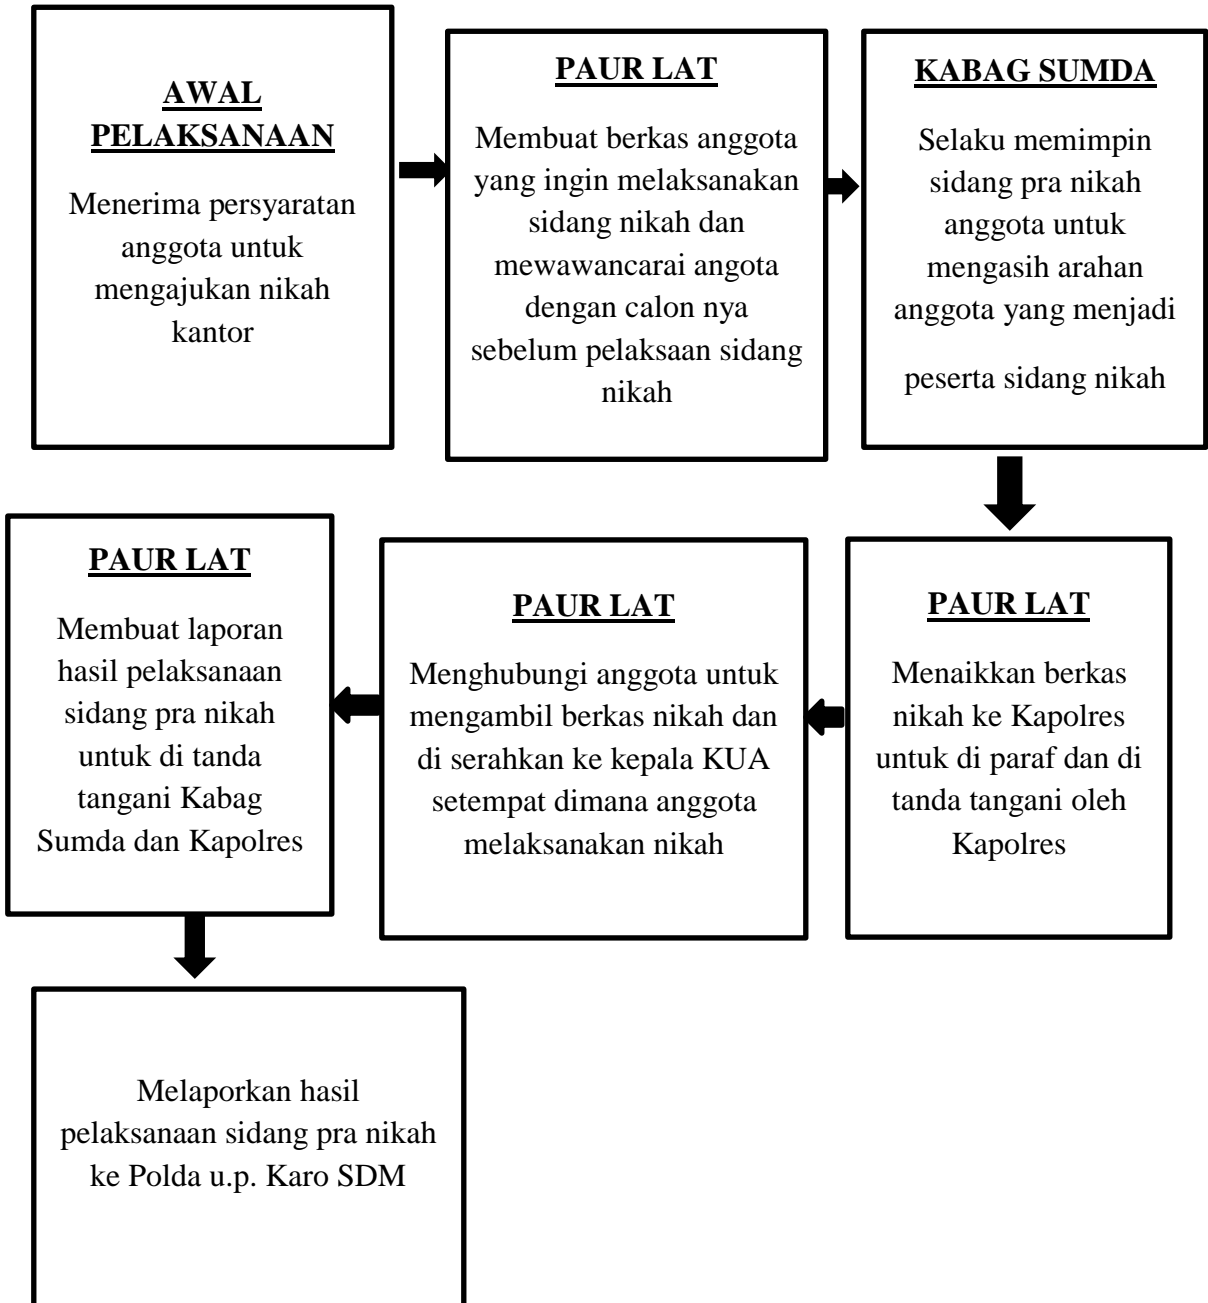 AWAL
PELAKSANAAN
Menerima persyaratan
anggota untuk
mengajukan nikah
kantor
PAUR LAT
Membuat berkas anggota
yang ingin melaksanakan
sidang nikah dan
mewawancarai angota
dengan calon nya
sebelum pelaksaan sidang
nikah
KABAG SUMDA
Selaku memimpin
sidang pra nikah
anggota untuk
mengasih arahan
anggota yang menjadi
peserta sidang nikah
PAUR LAT
Menaikkan berkas
nikah ke Kapolres
untuk di paraf dan di
tanda tangani oleh
Kapolres
PAUR LAT
Menghubungi anggota untuk
mengambil berkas nikah dan
di serahkan ke kepala KUA
setempat dimana anggota
melaksanakan nikah
PAUR LAT
Membuat laporan
hasil pelaksanaan
sidang pra nikah
untuk di tanda
tangani Kabag
Sumda dan Kapolres
Melaporkan hasil
pelaksanaan sidang pra nikah
ke Polda u.p. Karo SDM